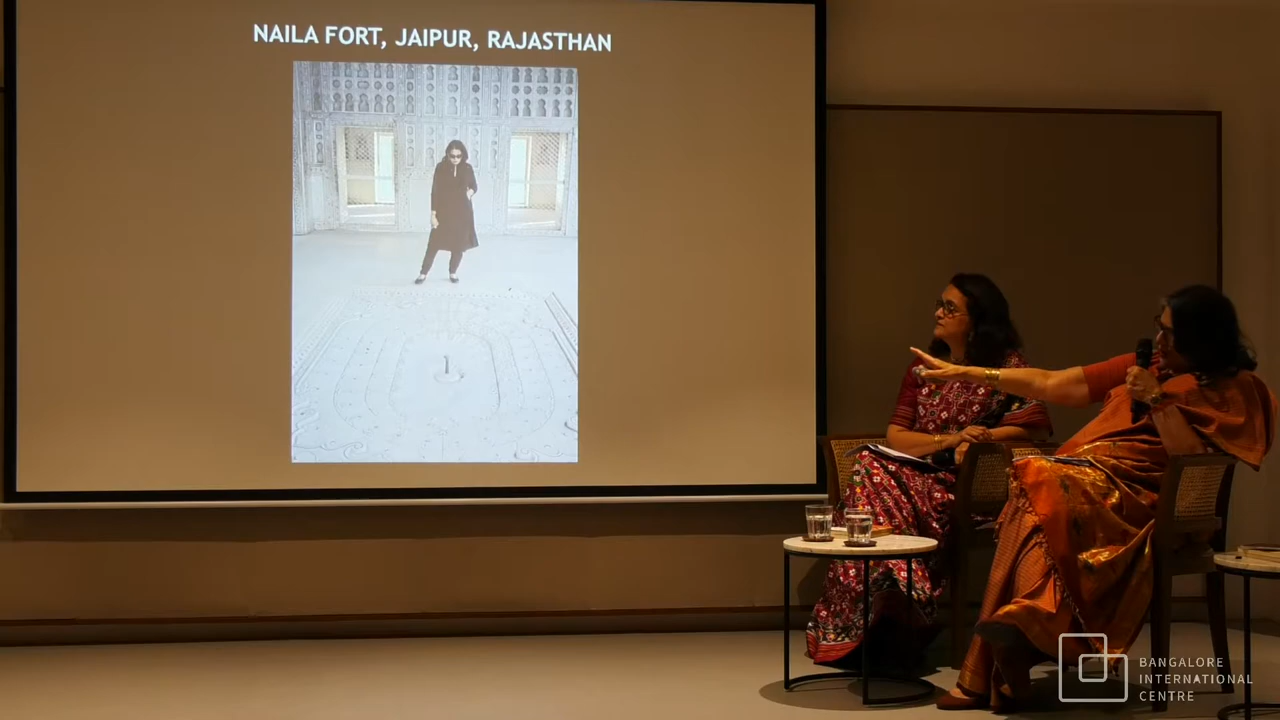 NAILA FORT, JAIPUR, RAJASTHAN
BANGALORE
INTERNATIONAL
CENTRE